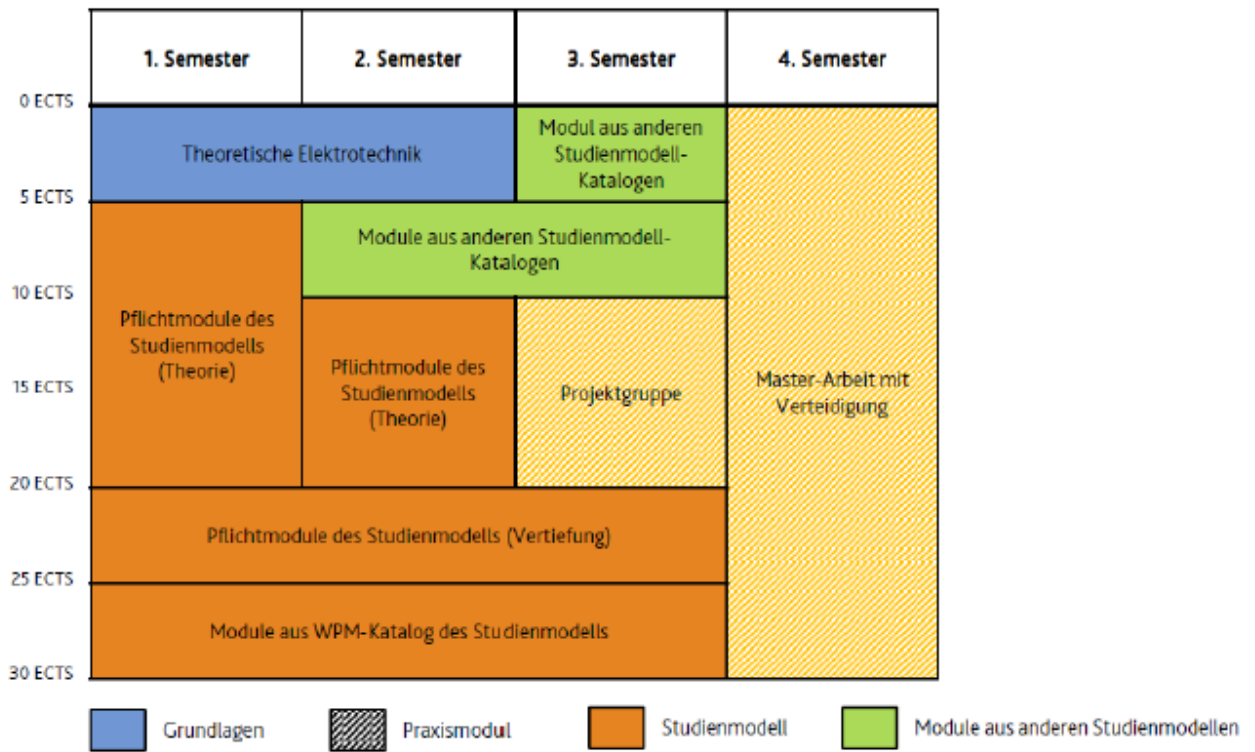 1. Semester
2. Semester
3. Semester
4. Semester
0 ECTS
Theoretische Elektrotechnik
Modul aus anderen
Studienmodell-
Katalogen
5 ECTS
Module aus anderen Studienmodell-
Katalogen
10 ECTS
Pflichtmodule des
Studienmodells
(Theorie)
Pflichtmodule des
Studienmodells
(Theorie)
15 ECTS
Projektgruppe
Master-Arbeit mit
Verteidigung
20 ECTS
Pflichtmodule des Studienmodells (Vertiefung)
25 ECTS
Module aus WPM-Katalog des Studienmodells
30 ECTS
Grundlagen
Praxismodul
Studienmodell
Module aus anderen Studienmodellen